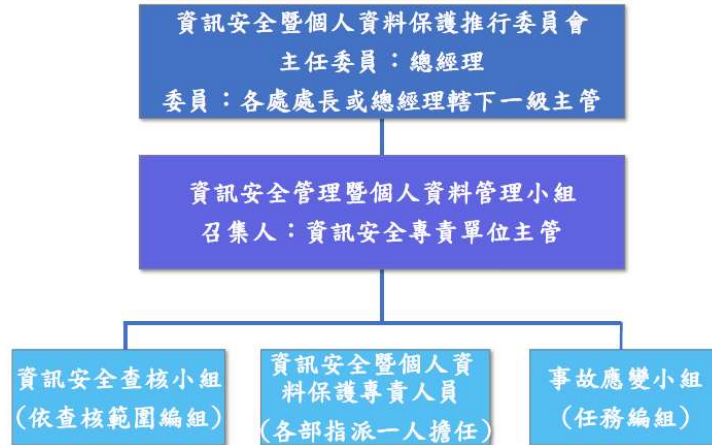 資訊安全暨個人資料保護推行委員會
主任委員：總經理
委員：各處處長或總經理轄下一級主管
資訊安全管理暨個人資料管理小組
召集人：資訊安全專責單位主管
資訊安全查核小組
(依查核範圍編組)
資訊安全暨個人資
料保護專責人員
(各部指派一人擔任)
事故應變小組
(任務編組)